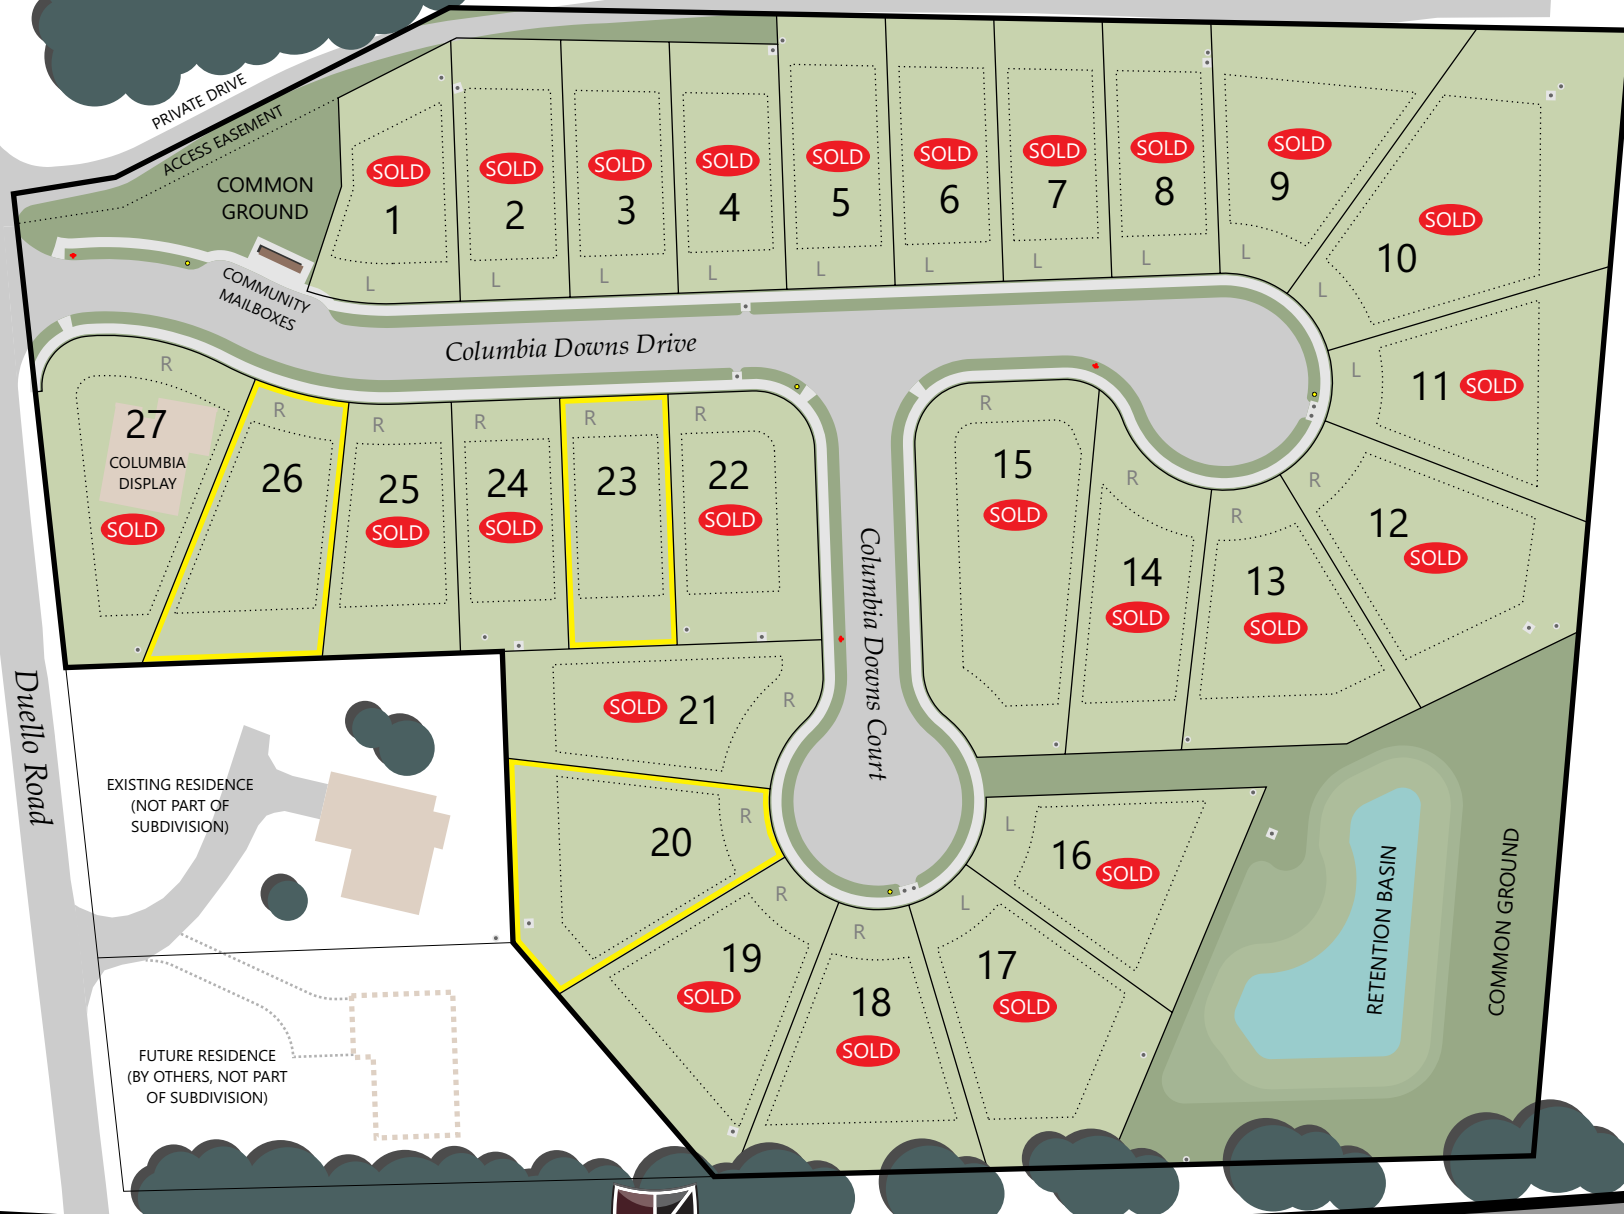 PRIVATE DRIVE
ACCESS EASEMENT
COMMON
GROUND
COMMUNITY
MAILBOXES
SOLD
1
L
SOLD
2
L
SOLD
3
L
SOLD
4
L
SOLD
5
L
SOLD
6
L
SOLD
7
L
SOLD
8
L
SOLD
9
L
SOLD
10
L
11
SOLD
L
12
SOLD
R
13
SOLD
R
14
SOLD
R
15
SOLD
R
Columbia Downs Drive
R
27
COLUMBIA
DISPLAY
SOLD
R
26
R
25
SOLD
R
24
SOLD
R
23
R
22
SOLD
Columbia Downs Court
SOLD
21
R
20
R
R
19
SOLD
R
18
SOLD
L
17
SOLD
L
16
SOLD
RETENTION BASIN
COMMON GROUND
Duello Road
EXISTING RESIDENCE
(NOT PART OF
SUBDIVISION)
FUTURE RESIDENCE
(BY OTHERS, NOT PART
OF SUBDIVISION)